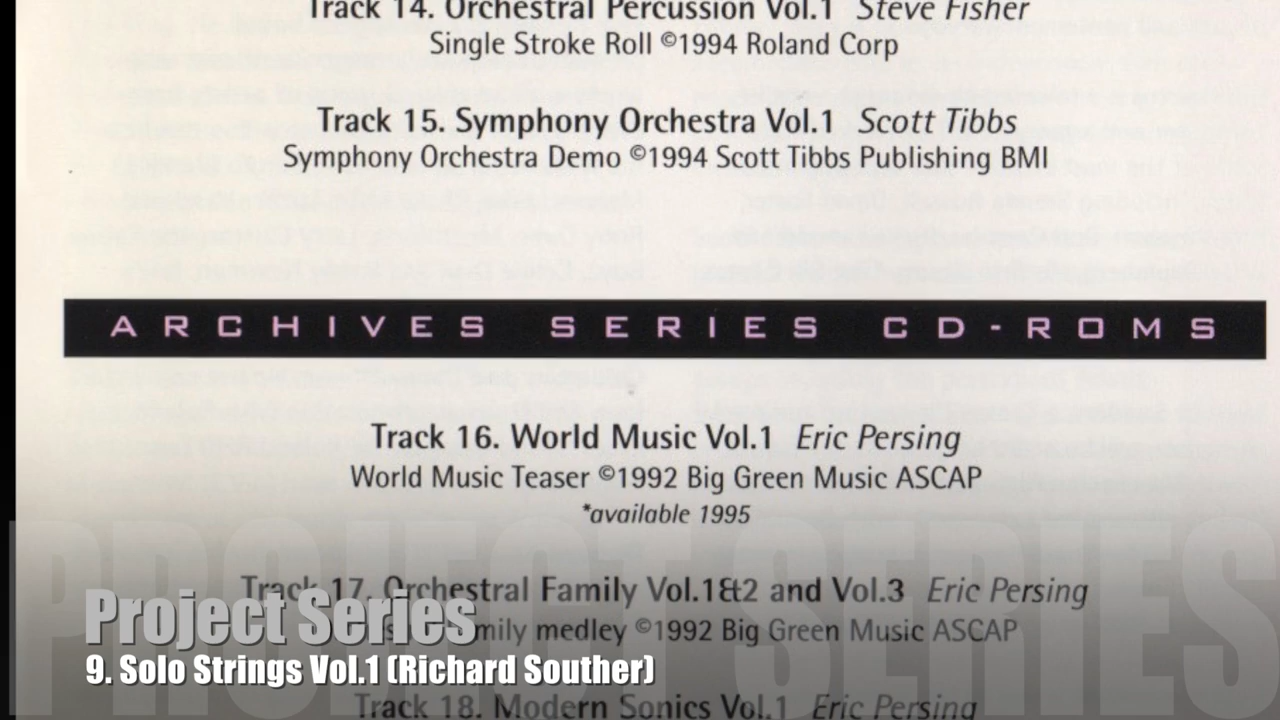 Track 14. Orchestral Percussion Vol.1 Steve Fisher
Single Stroke Roll ©1994 Roland Corp
Track 15. Symphony Orchestra Vol.1 Scott Tibbs
Symphony Orchestra Demo ©1994 Scott Tibbs Publishing BMI
ARCHIVES SERIES CD-ROMS
Track 16. World Music Vol.1 Eric Persing
World Music Teaser ©1992 Big Green Music ASCAP
*available 1995
Track 17. Orchestral Family Vol.1&2 and Vol.3 Eric Persing
family medley ©1992 Big Green Music ASCAP
PROJECT SERIES
Project Series
9. Solo Strings Vol.1 (Richard Souther)
Track 18. Modern Sonics Vol.1 Eric Persing